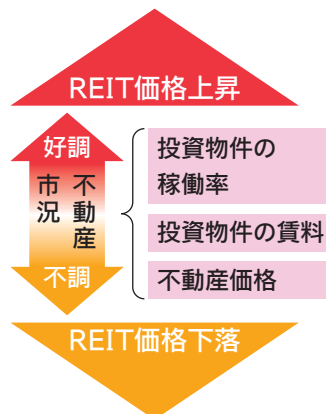 REIT価格上昇
好調
不動産
市況
不調
投資物件の
稼働率
投資物件の賃料
不動産価格
REIT価格下落